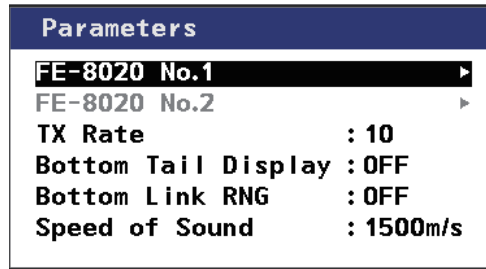 Parameters
FE-8020 No.1 ▸
FE-8020 No.2 ▸
TX Rate : 10
Bottom Tail Display : OFF
Bottom Link RNG : OFF
Speed of Sound : 1500m/s